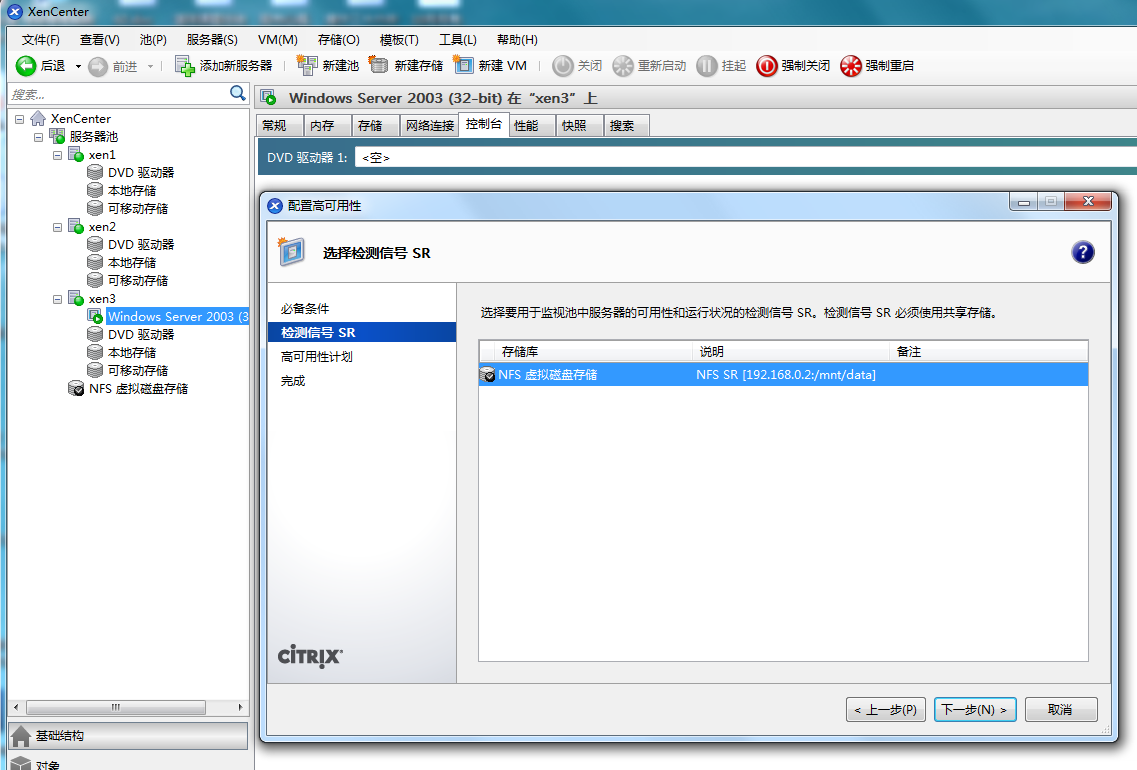 XenCenter
文件(F) 查看(V) 池(P) 服务器(S) VM(M) 存储(O) 模板(T) 工具(L) 帮助(H)
后退 前进 添加新服务器 新建池 新建存储 新建 VM 关闭 重新启动 挂起 强制关闭 强制重启
搜索...
XenCenter
服务器池
xen1
DVD 驱动器
本地存储
可移动存储
xen2
DVD 驱动器
本地存储
可移动存储
xen3
Windows Server 2003 (3
DVD 驱动器
本地存储
可移动存储
NFS 虚拟磁盘存储
基础结构
对象
Windows Server 2003 (32-bit) 在 “xen3” 上
常规 内存 存储 网络连接 控制台 性能 快照 搜索
DVD 驱动器 1: <空>
配置高可用性
选择检测信号 SR
?
必备条件
检测信号 SR
高可用性计划
完成
CITRIX
选择要用于监视池中服务器的可用性和运行状况的检测信号 SR。检测信号 SR 必须使用共享存储。
存储库 说明 备注
NFS 虚拟磁盘存储 NFS SR [192.168.0.2:/mnt/data]
< 上一步(P) 下一步(N) > 取消